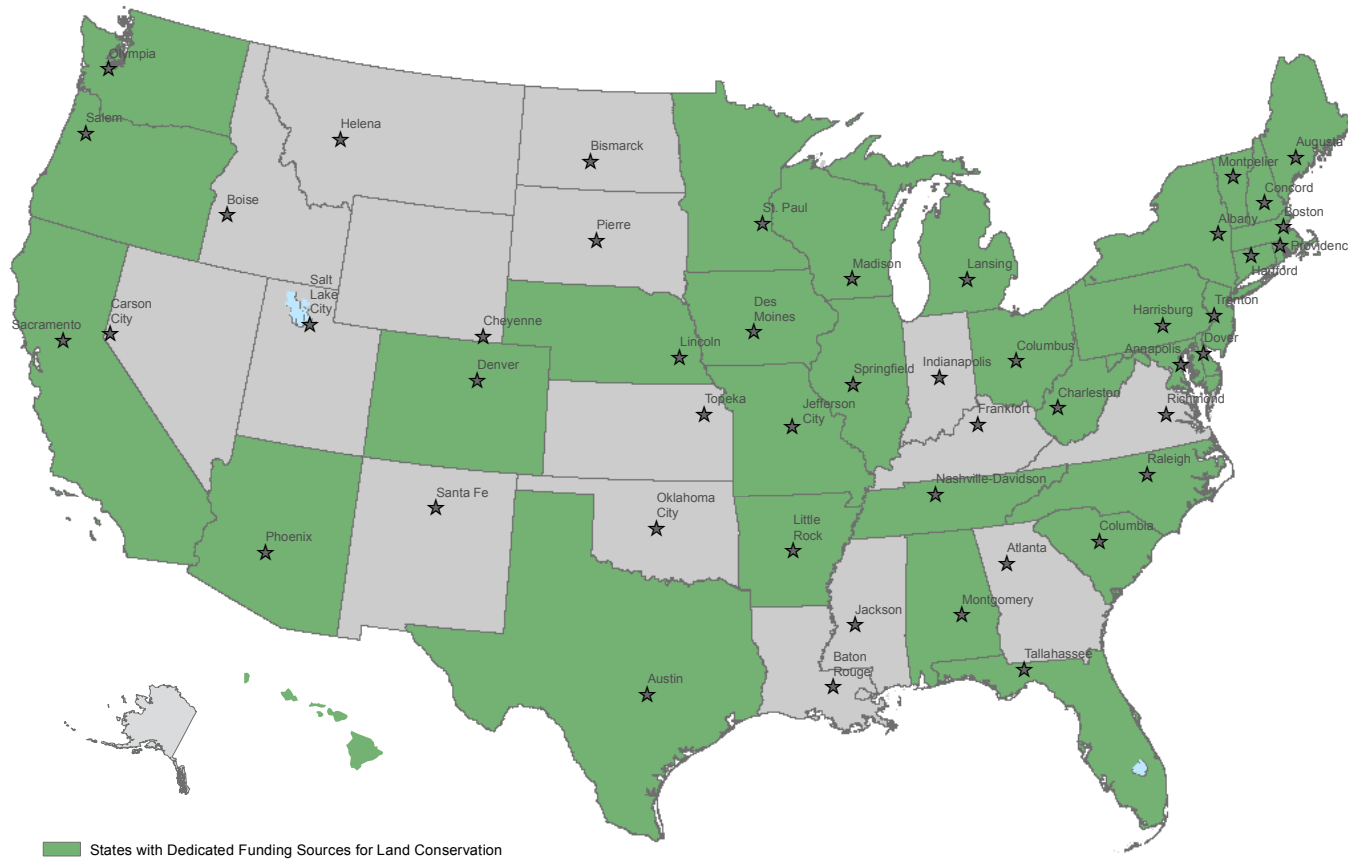 Olympia
Salem
Helena
Bismarck
Boise
Pierre
St. Paul
Augusta
Montpelier
Concord
Albany
Boston
Providenc
Hartford
Madison
Lansing
Salt
Lake
City
Carson
City
Sacramento
Cheyenne
Des
Moines
Lincoln
Denver
Trenton
Harrisburg
Dover
Annapolis
Columbus
Indianapolis
Springfield
Charleston
Topeka
Jefferson
City
Frankfort
Richmond
Raleigh
Nashville-Davidson
Santa Fe
Oklahoma
City
Little
Rock
Columbia
Phoenix
Atlanta
Montgomery
Jackson
Baton
Rouge
Tallahassee
Austin
States with Dedicated Funding Sources for Land Conservation